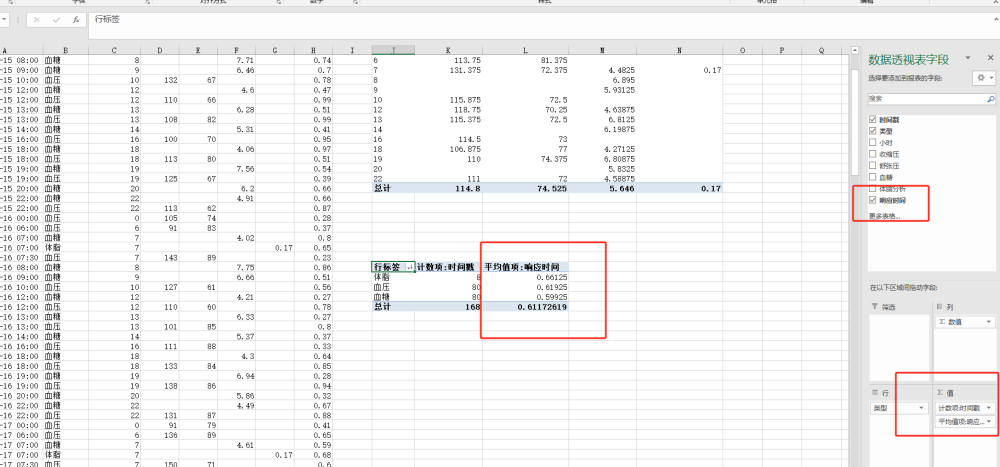 字体
对齐方式
数字
样式
单元格
编辑
fx 行标签
A B C D E F G H I J K L M N O P Q
-15 08:00 血糖 8 7.71 0.74 6 113.75 81.375
-15 09:00 血糖 9 6.46 0.7 7 131.375 72.375 4.4825 0.17
-15 10:00 血压 10 132 67 0.78 8 6.895
-15 12:00 血糖 12 4.6 0.47 9 5.93125
-15 12:00 血压 12 110 66 0.99 10 115.875 72.5
-15 13:00 血糖 13 6.28 0.51 12 118.75 70.25 4.63875
-15 13:00 血压 13 108 82 0.99 13 115.375 72.5 6.8125
-15 14:00 血糖 14 5.31 0.41 14 6.19875
-15 16:00 血压 16 100 70 0.95 16 114.5 73
-15 18:00 血糖 18 4.06 0.97 18 106.875 77 4.27125
-15 18:00 血压 18 113 80 0.51 19 110 74.375 6.80875
-15 19:00 血糖 19 7.56 0.54 20 5.8325
-15 19:00 血压 19 125 67 0.39 22 111 72 4.58875
-15 20:00 血糖 20 6.2 0.66 总计 114.8 74.525 5.646 0.17
-15 22:00 血糖 22 4.91 0.66
-15 22:00 血压 22 113 62 0.87
-16 00:00 血压 0 105 74 0.28
-16 06:00 血压 6 91 83 0.37
-16 07:00 血糖 7 4.02 0.8
-16 07:00 体脂 7 0.17 0.65
-16 07:30 血压 7 143 89 0.23
-16 08:00 血糖 8 7.75 0.86 行标签 计数项:时间戳 平均值项:响应时间
-16 09:00 血糖 9 6.66 0.51 体脂 8 0.66125
-16 10:00 血压 10 127 61 0.56 血压 80 0.61925
-16 12:00 血糖 12 4.21 0.27 血糖 80 0.59925
-16 12:00 血压 12 110 60 0.78 总计 168 0.61172619
-16 13:00 血糖 13 6.33 0.27
-16 13:00 血压 13 101 85 0.8
-16 14:00 血糖 14 5.37 0.37
-16 16:00 血压 16 111 88 0.33
-16 18:00 血糖 18 4.3 0.64
-16 18:00 血压 18 133 84 0.85
-16 19:00 血糖 19 6.94 0.28
-16 19:00 血压 19 138 86 0.94
-16 20:00 血糖 20 5.86 0.32
-16 22:00 血糖 22 4.49 0.67
-16 22:00 血压 22 131 87 0.88
-17 00:00 血压 0 91 79 0.41
-17 06:00 血压 6 136 89 0.65
-17 07:00 血糖 7 4.61 0.59
-17 07:00 体脂 7 0.17 0.68
-17 07:30 血压 7 150 71 0.6
数据透视表字段
选择要添加到报表的字段:
搜索
时间戳
类型
小时
收缩压
舒张压
血糖
体脂分析
响应时间
更多表格...
在以下区域间拖动字段:
筛选
列
Σ 数值
行
Σ 值
类型
计数项:时间戳
平均值项:响应...